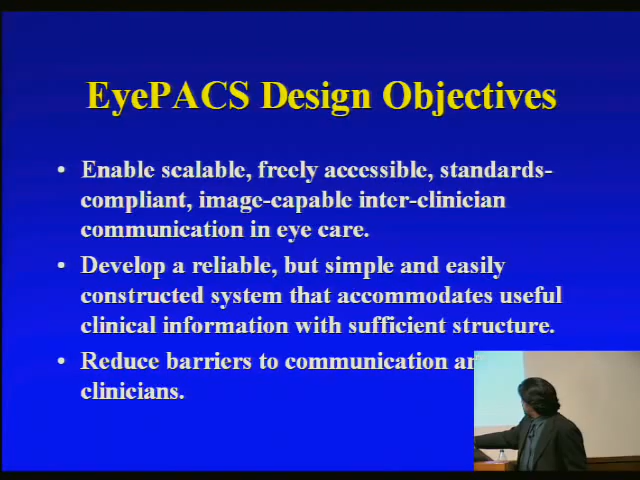 EyePACS Design Objectives
• Enable scalable, freely accessible, standards-
compliant, image-capable inter-clinician
communication in eye care.
• Develop a reliable, but simple and easily
constructed system that accommodates useful
clinical information with sufficient structure.
• Reduce barriers to communication
clinicians.